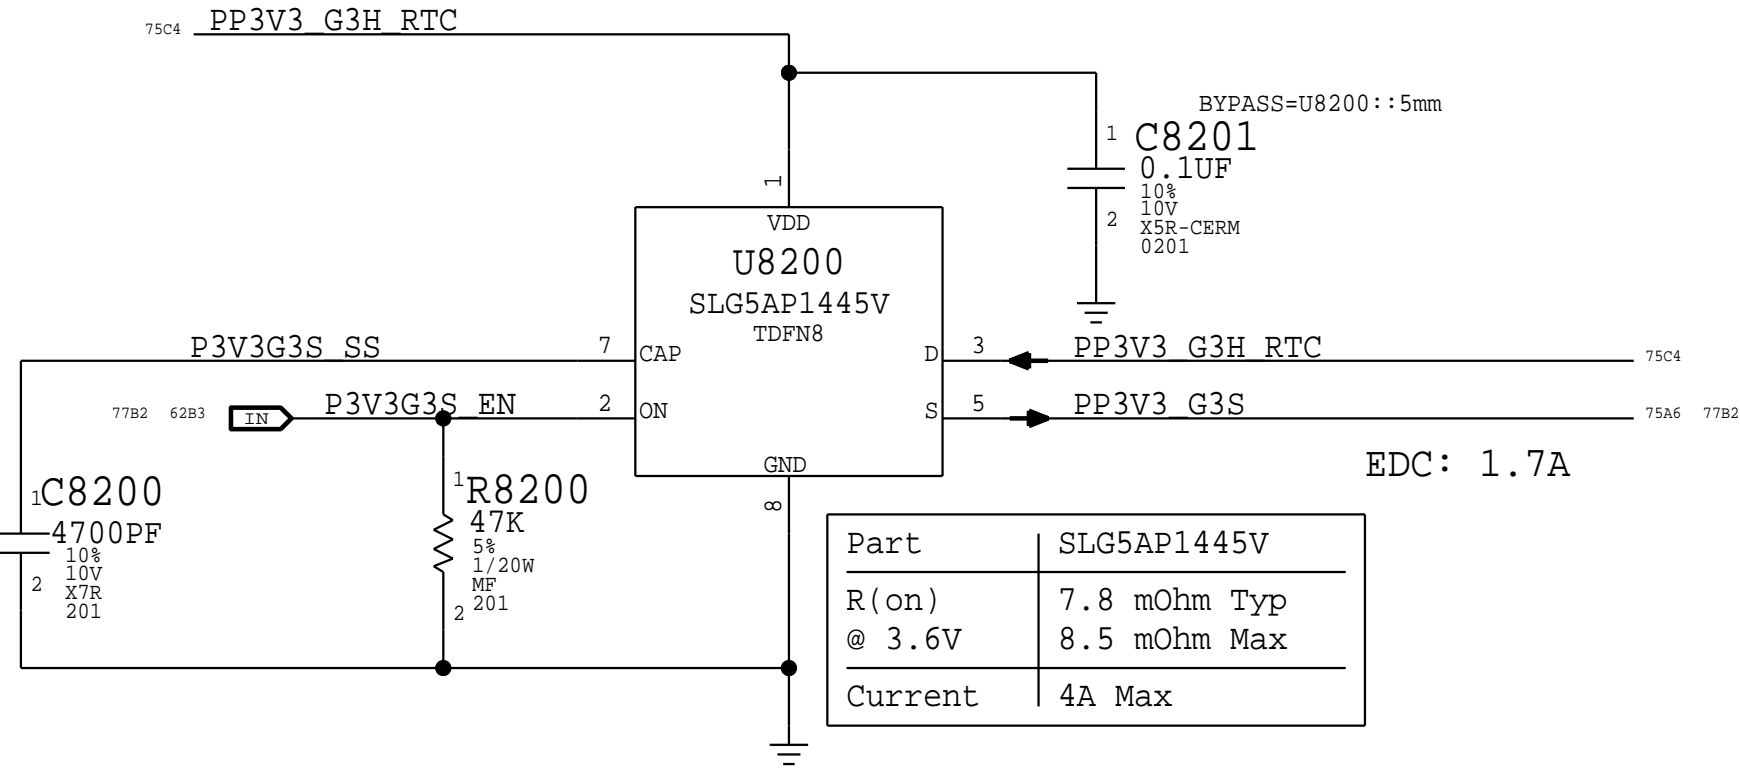 75C4 PP3V3_G3H_RTC
BYPASS=U8200::5mm
1 C8201
0.1UF
10%
10V
2 X5R-CERM
0201
1
VDD
U8200
SLG5AP1445V
TDFN8
P3V3G3S_SS 7 CAP
D 3 PP3V3_G3H_RTC 75C4
77B2 62B3 IN P3V3G3S_EN 2 ON
S 5 PP3V3_G3S 75A6 77B2
GND
8
EDC: 1.7A
1 C8200
4700PF
10%
10V
2 X7R
201
1 R8200
47K
5%
1/20W
MF
2 201
Part SLG5AP1445V
R(on) 7.8 mOhm Typ
@ 3.6V 8.5 mOhm Max
Current 4A Max